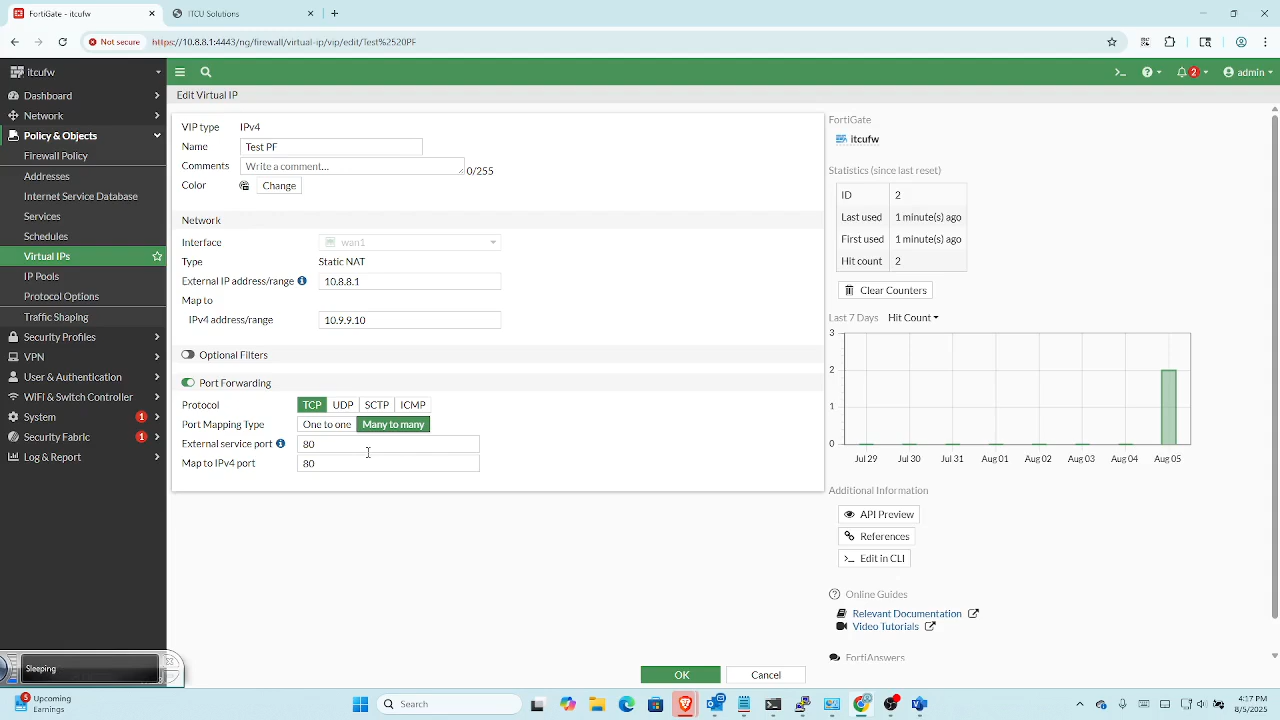 FortiGate - itcufw
ITCU Solutions
Not secure
https://10.8.8.1:4443/ng/firewall/virtual-ip/vip/edit/Test%2520PF
itcufw
2
admin
Dashboard
Network
Policy & Objects
Firewall Policy
Addresses
Internet Service Database
Services
Schedules
Virtual IPs
IP Pools
Protocol Options
Traffic Shaping
Security Profiles
VPN
User & Authentication
WiFi & Switch Controller
System
1
Security Fabric
1
Log & Report
Edit Virtual IP
VIP type IPv4
Name Test PF
Comments Write a comment... 0/255
Color Change
Network
Interface wan1
Type Static NAT
External IP address/range 10.8.8.1
Map to
IPv4 address/range 10.9.9.10
Optional Filters
Port Forwarding
Protocol TCP UDP SCTP ICMP
Port Mapping Type One to one Many to many
External service port 80
Map to IPv4 port 80
OK Cancel
FortiGate
itcufw
Statistics (since last reset)
ID 2
Last used 1 minute(s) ago
First used 1 minute(s) ago
Hit count 2
Clear Counters
Last 7 Days Hit Count
3
2
1
0
Jul 29 Jul 30 Jul 31 Aug 01 Aug 02 Aug 03 Aug 04 Aug 05
Additional Information
API Preview
References
>_ Edit in CLI
Online Guides
Relevant Documentation
Video Tutorials
FortiAnswers
Sleeping
5
Upcoming
Earnings
Search
4:17 PM
8/5/2025